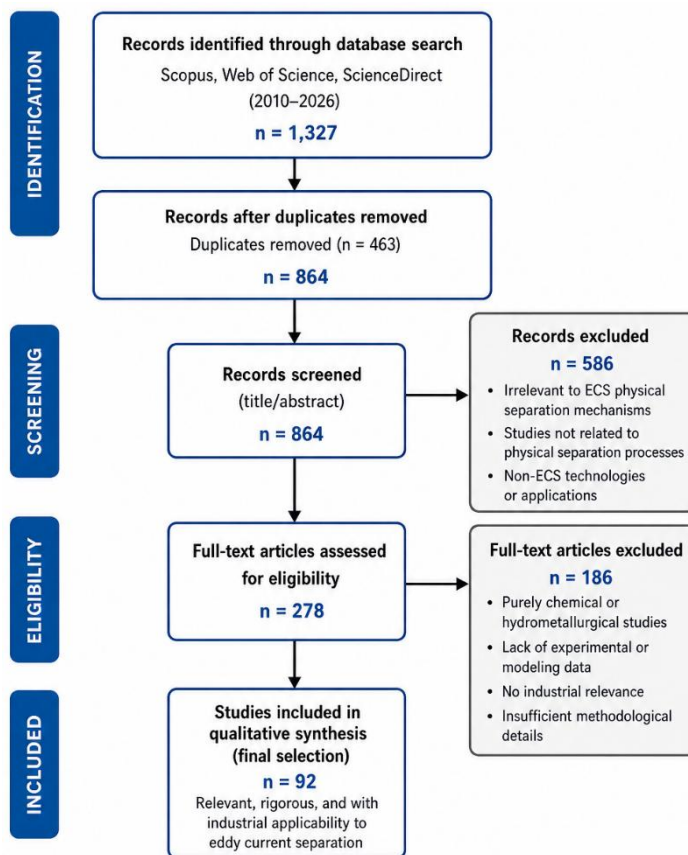 IDENTIFICATION
Records identified through database search
Scopus, Web of Science, ScienceDirect
(2010–2026)
n = 1,327
Records after duplicates removed
Duplicates removed (n = 463)
n = 864
SCREENING
Records screened
(title/abstract)
n = 864
Records excluded
n = 586
• Irrelevant to ECS physical
separation mechanisms
• Studies not related to
physical separation processes
• Non-ECS technologies
or applications
ELIGIBILITY
Full-text articles assessed
for eligibility
n = 278
Full-text articles excluded
n = 186
• Purely chemical or
hydrometallurgical studies
• Lack of experimental or
modeling data
• No industrial relevance
• Insufficient methodological
details
INCLUDED
Studies included in
qualitative synthesis
(final selection)
n = 92
Relevant, rigorous, and with
industrial applicability to
eddy current separation